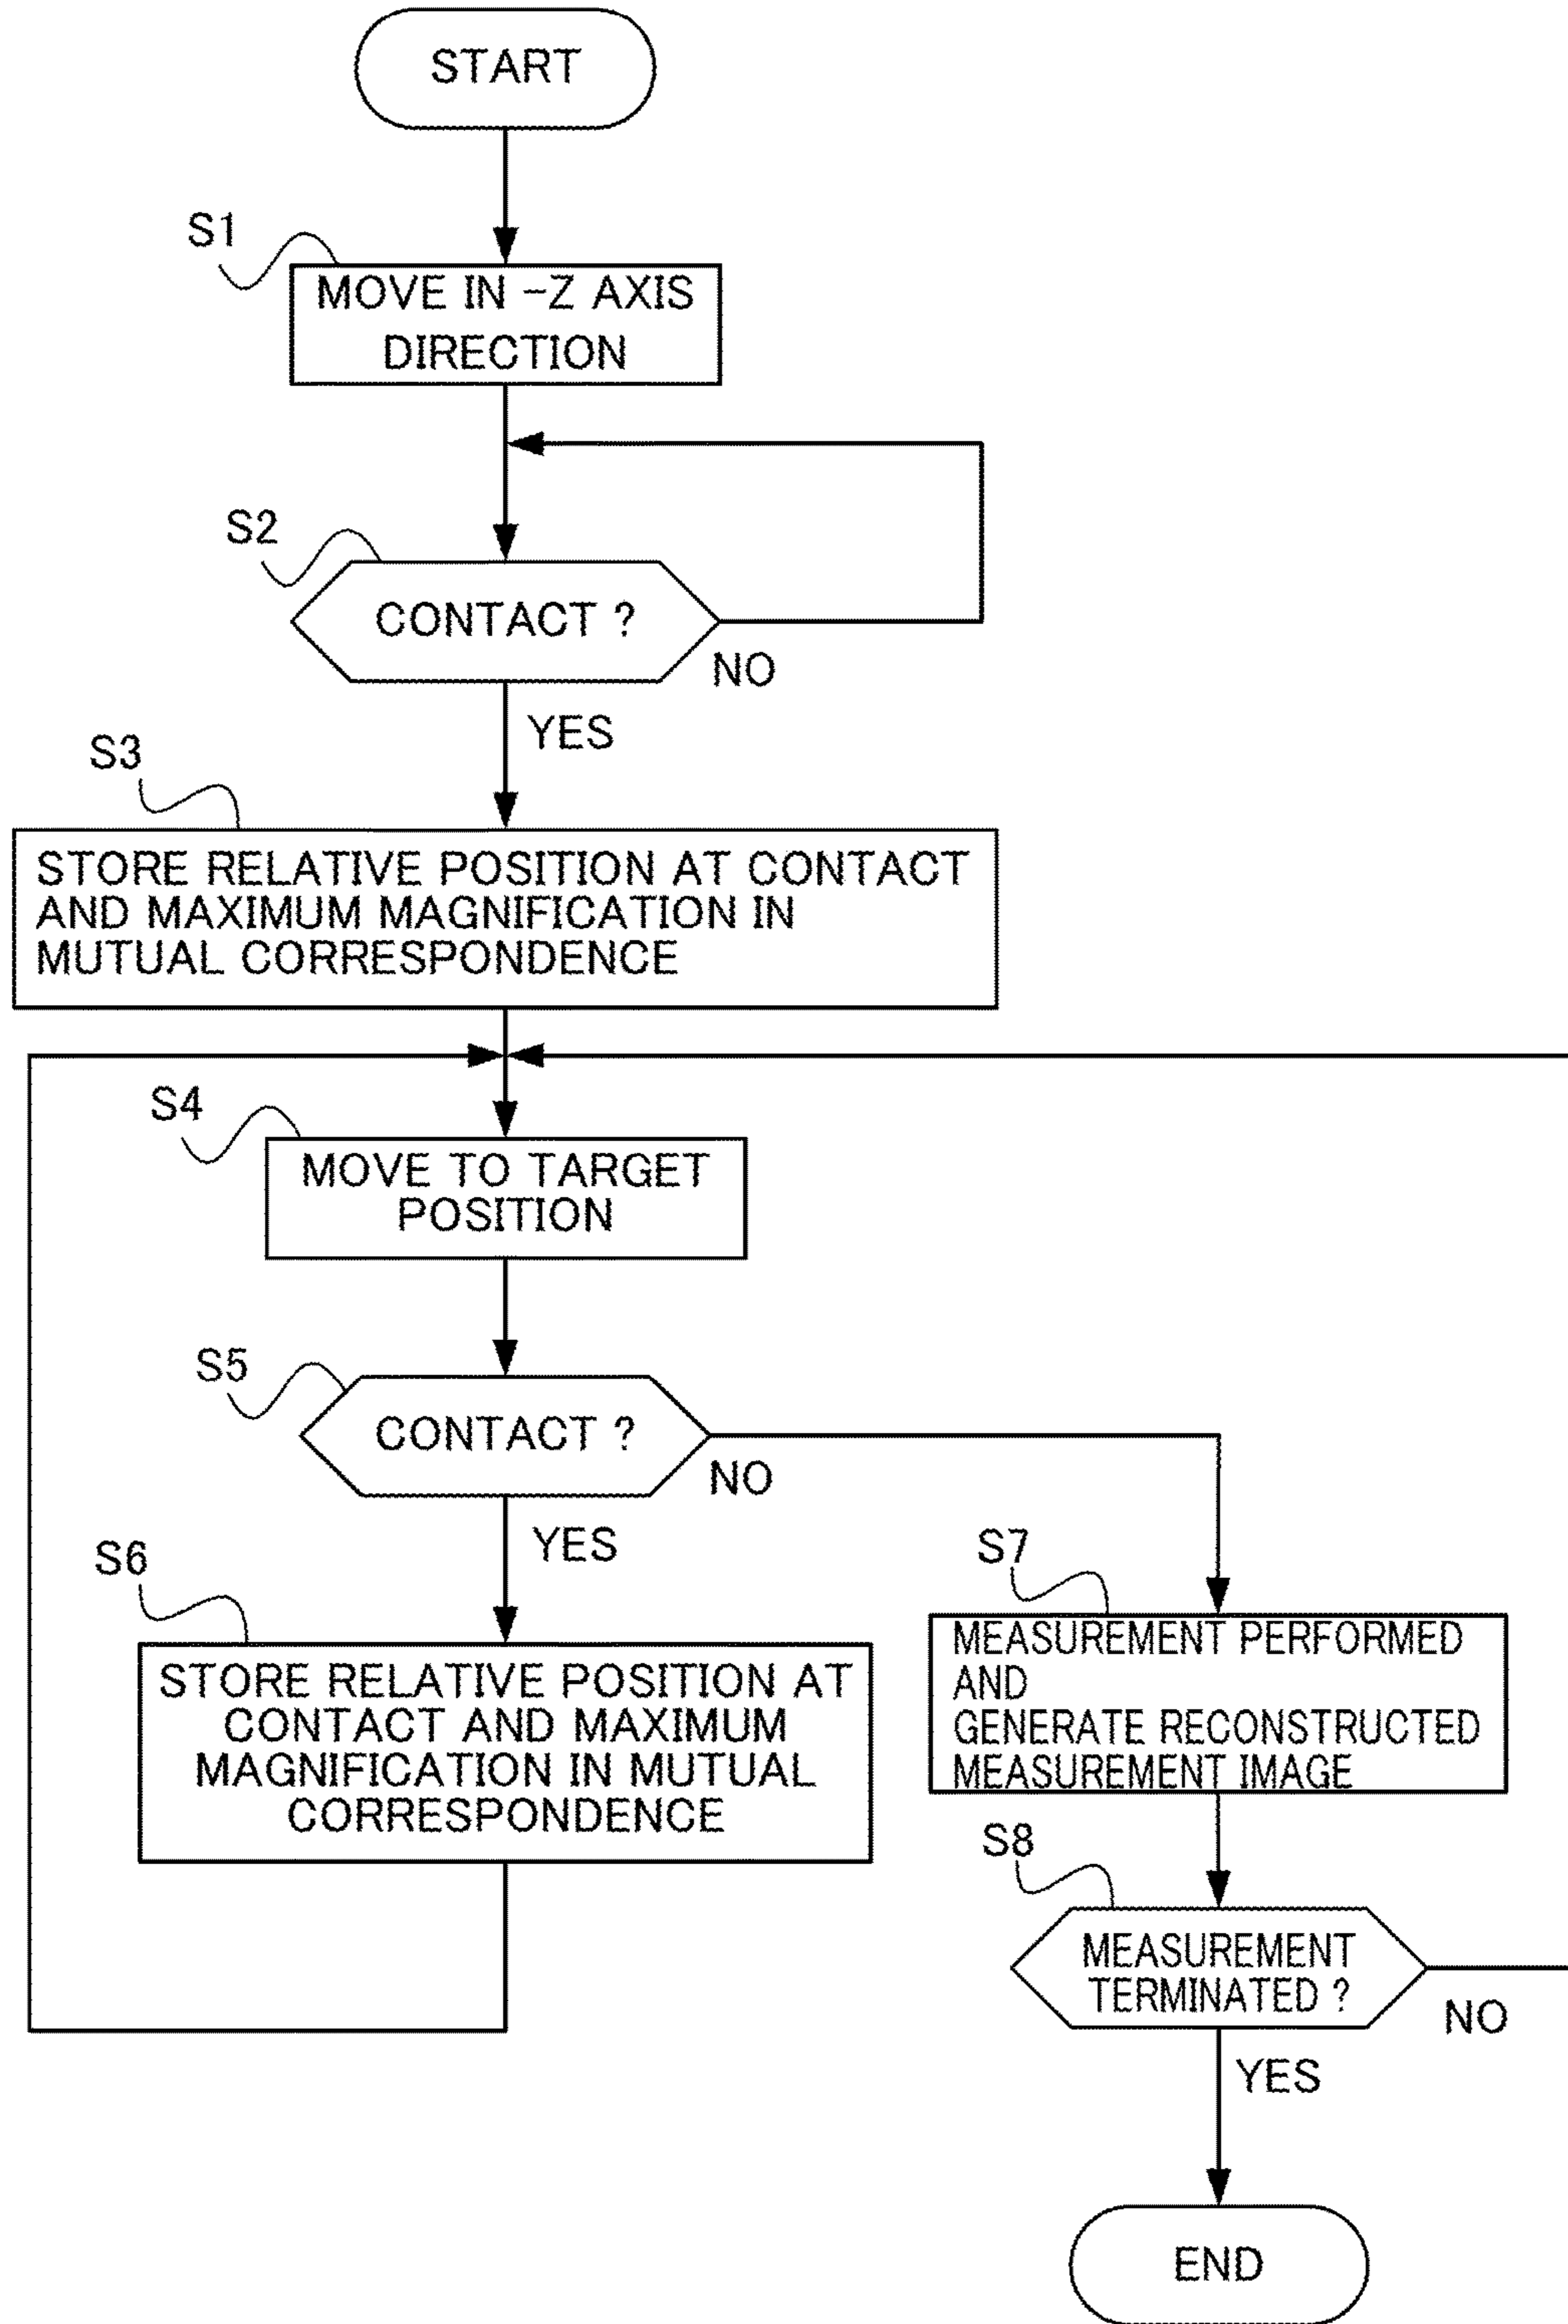 START
S1
MOVE IN -Z AXIS
DIRECTION
S2
CONTACT ?
NO
YES
S3
STORE RELATIVE POSITION AT CONTACT
AND MAXIMUM MAGNIFICATION IN
MUTUAL CORRESPONDENCE
S4
MOVE TO TARGET
POSITION
S5
CONTACT ?
NO
YES
S6
STORE RELATIVE POSITION AT
CONTACT AND MAXIMUM
MAGNIFICATION IN MUTUAL
CORRESPONDENCE
S7
MEASUREMENT PERFORMED
AND
GENERATE RECONSTRUCTED
MEASUREMENT IMAGE
S8
MEASUREMENT
TERMINATED ?
NO
YES
END